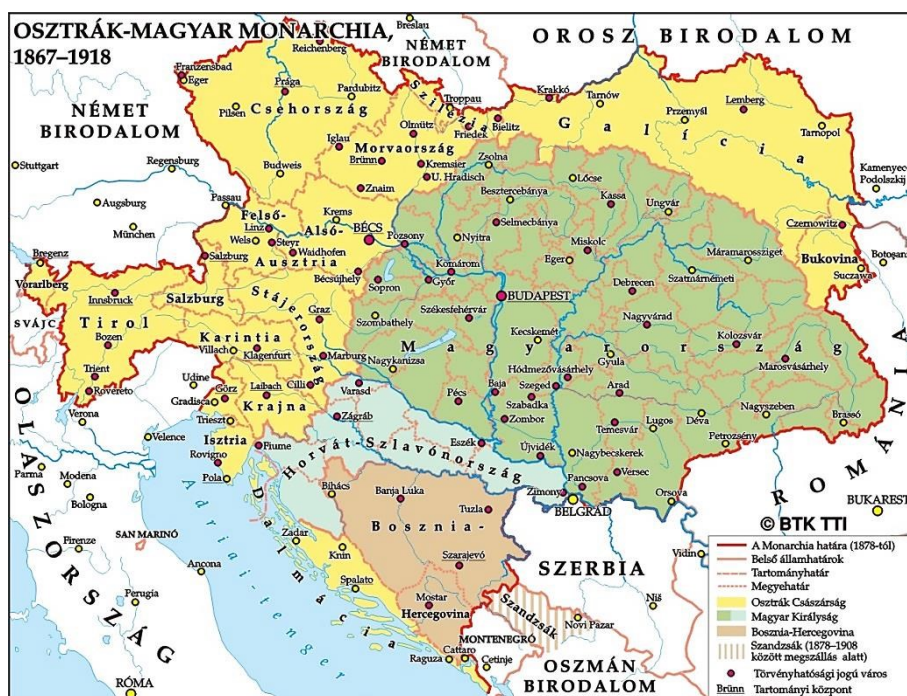 OSZTRÁK-MAGYAR MONARCHIA,
1867–1918
NÉMET
BIRODALOM
NÉMET
BIRODALOM
OROSZ BIRODALOM
Breslau
Reichenberg
Franzensbad
Eger
Prága
Pardubitz
Csehország
Pilsen
Troppau
Szilézia
Krakkó
Tarnów
Przemyśl
Lemberg
Tarnopol
Galícia
Olmütz
Friedek
Bielitz
Iglau
Morvaország
Brünn
Kremsier
U. Hradisch
Zsolna
Lőcse
Kamenyec-
Podolszkij
Stuttgart
Regensburg
Budweis
Znaim
Besztercebánya
Kassa
Ungvár
Augsburg
Passau
München
Felső-
Linz
Krems
Alsó-
BÉCS
Pozsony
Selmecbánya
Nyitra
Miskolc
Czernowitz
Wels
Steyr
Waidhofen
Ausztria
Eger
Máramarossziget
Bukovina
Botoșani
Suczawa
Bregenz
Salzburg
Bécsújhely
Sopron
Komárom
Győr
Szatmárnémeti
Vorarlberg
Innsbruck
Salzburg
Stájerország
BUDAPEST
Debrecen
SVÁJC
Tirol
Graz
Szombathely
Székesfehérvár
Kecskemét
Nagyvárad
Kolozsvár
Bozen
Karintia
Villach
Klagenfurt
Marburg
Nagykanizsa
Magyarország
Gyula
Marosvásárhely
Trient
Rovereto
Udine
Görz
Laibach
Cilli
Varasd
Hódmezővásárhely
Pécs
Baja
Szeged
Szabadka
Arad
Gradisca
Krajna
Zágráb
Zombor
Temesvár
Lugos
Déva
Nagyszeben
Brassó
Verona
Velence
Trieszt
Isztria
Fiume
Horvát-Szlavónország
Eszék
Újvidék
Nagybecskerek
Petrozsény
Rovigno
Pola
Versec
Pancsova
Parma
Modena
Bologna
Bihács
Banja Luka
Zimony
BELGRÁD
Orsova
ROMÁNIA
BUKAREST
OLASZORSZÁG
Adriai tenger
Dalmácia
Bosznia-
Tuzla
SAN MARINÓ
Firenze
Zadar
Knin
Szarajevó
SZERBIA
Vidin
Ancona
Spalato
Mostar
Hercegovina
Szandzsák
Niš
Perugia
Novi Pazar
MONTENEGRÓ
Cattaro
Raguza
Cetinje
OSZMÁN
BIRODALOM
RÓMA
© BTK TTI
A Monarchia határa (1878-tól)
Belső államhatárok
Tartományhatár
Megyehatár
Osztrák Császárság
Magyar Királyság
Bosznia-Hercegovina
Szandzsák (1878–1908
között megszállás alatt)
Törvényhatósági jogú város
Brünn Tartományi központ